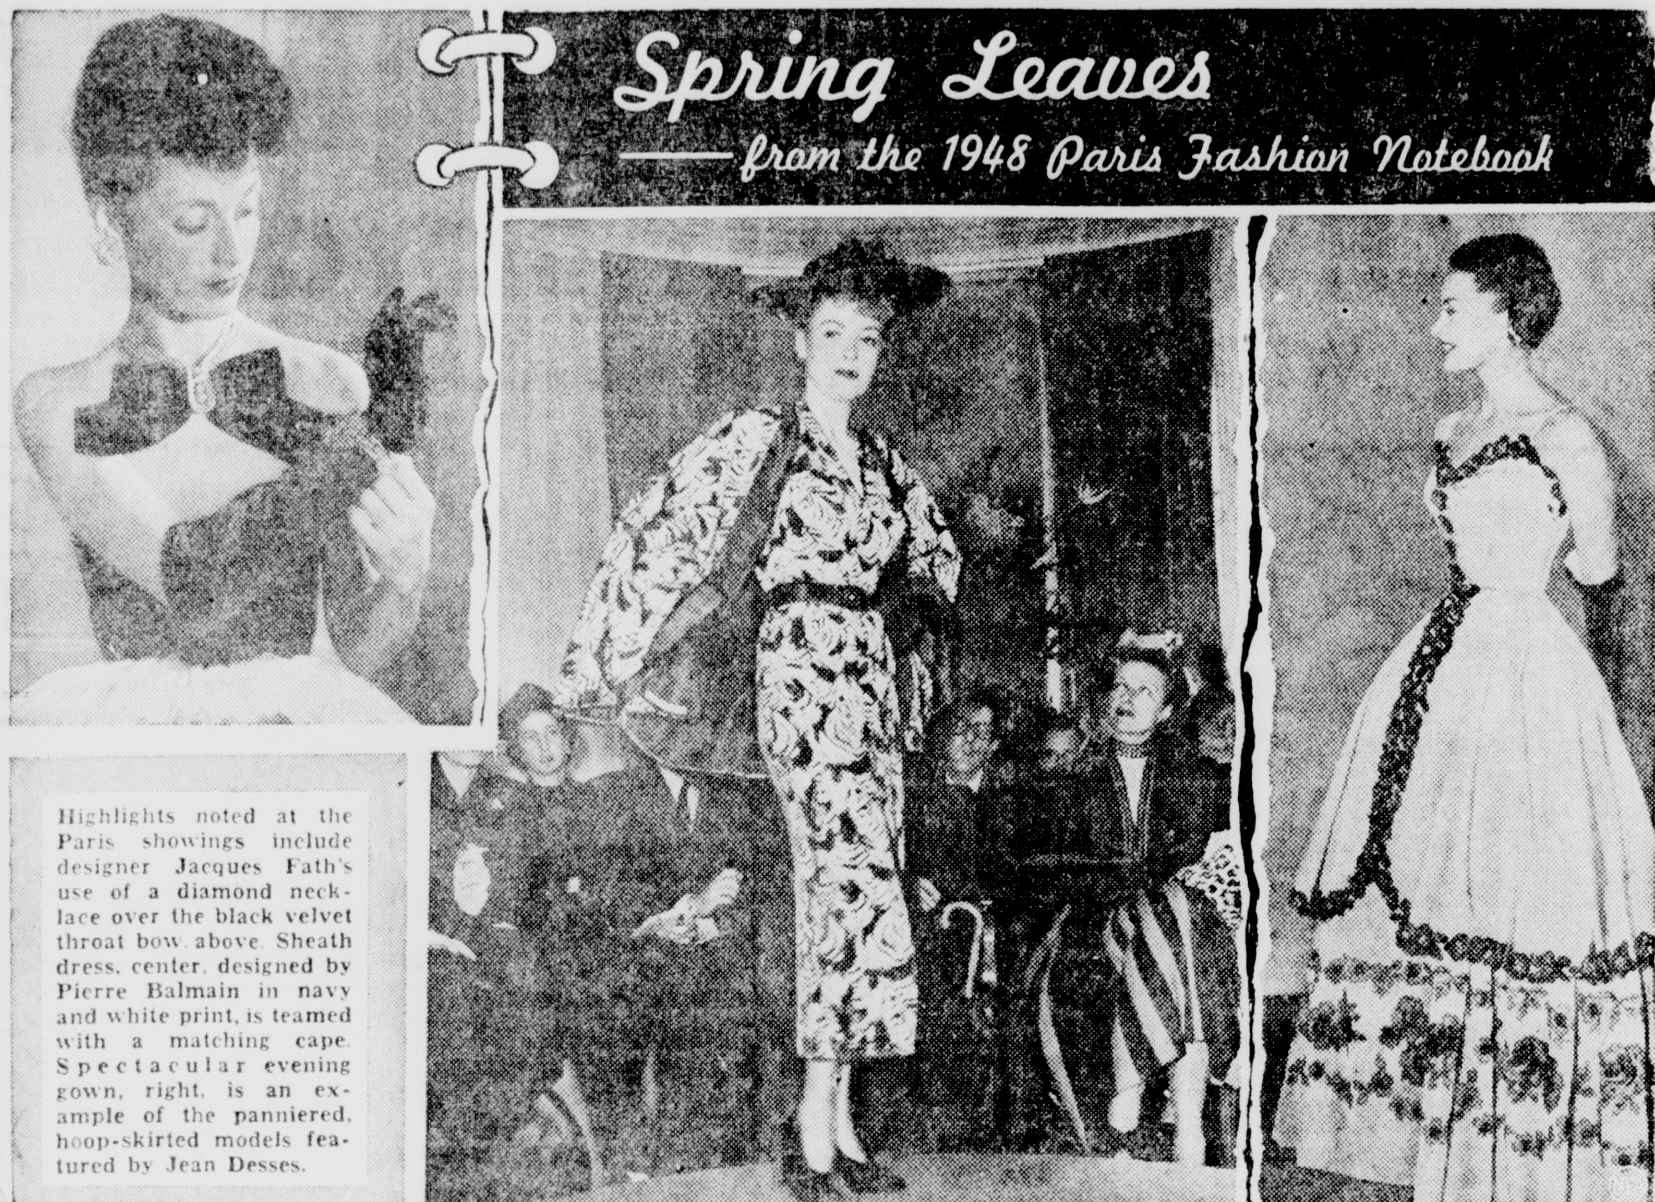 Spring Leaves
— from the 1948 Paris Fashion Notebook
Highlights noted at the
Paris showings include
designer Jacques Fath's
use of a diamond neck-
lace over the black velvet
throat bow, above. Sheath
dress, center, designed by
Pierre Balmain in navy
and white print, is teamed
with a matching cape.
Spectacular evening
gown, right, is an ex-
ample of the panniered,
hoop-skirted models fea-
tured by Jean Desses.